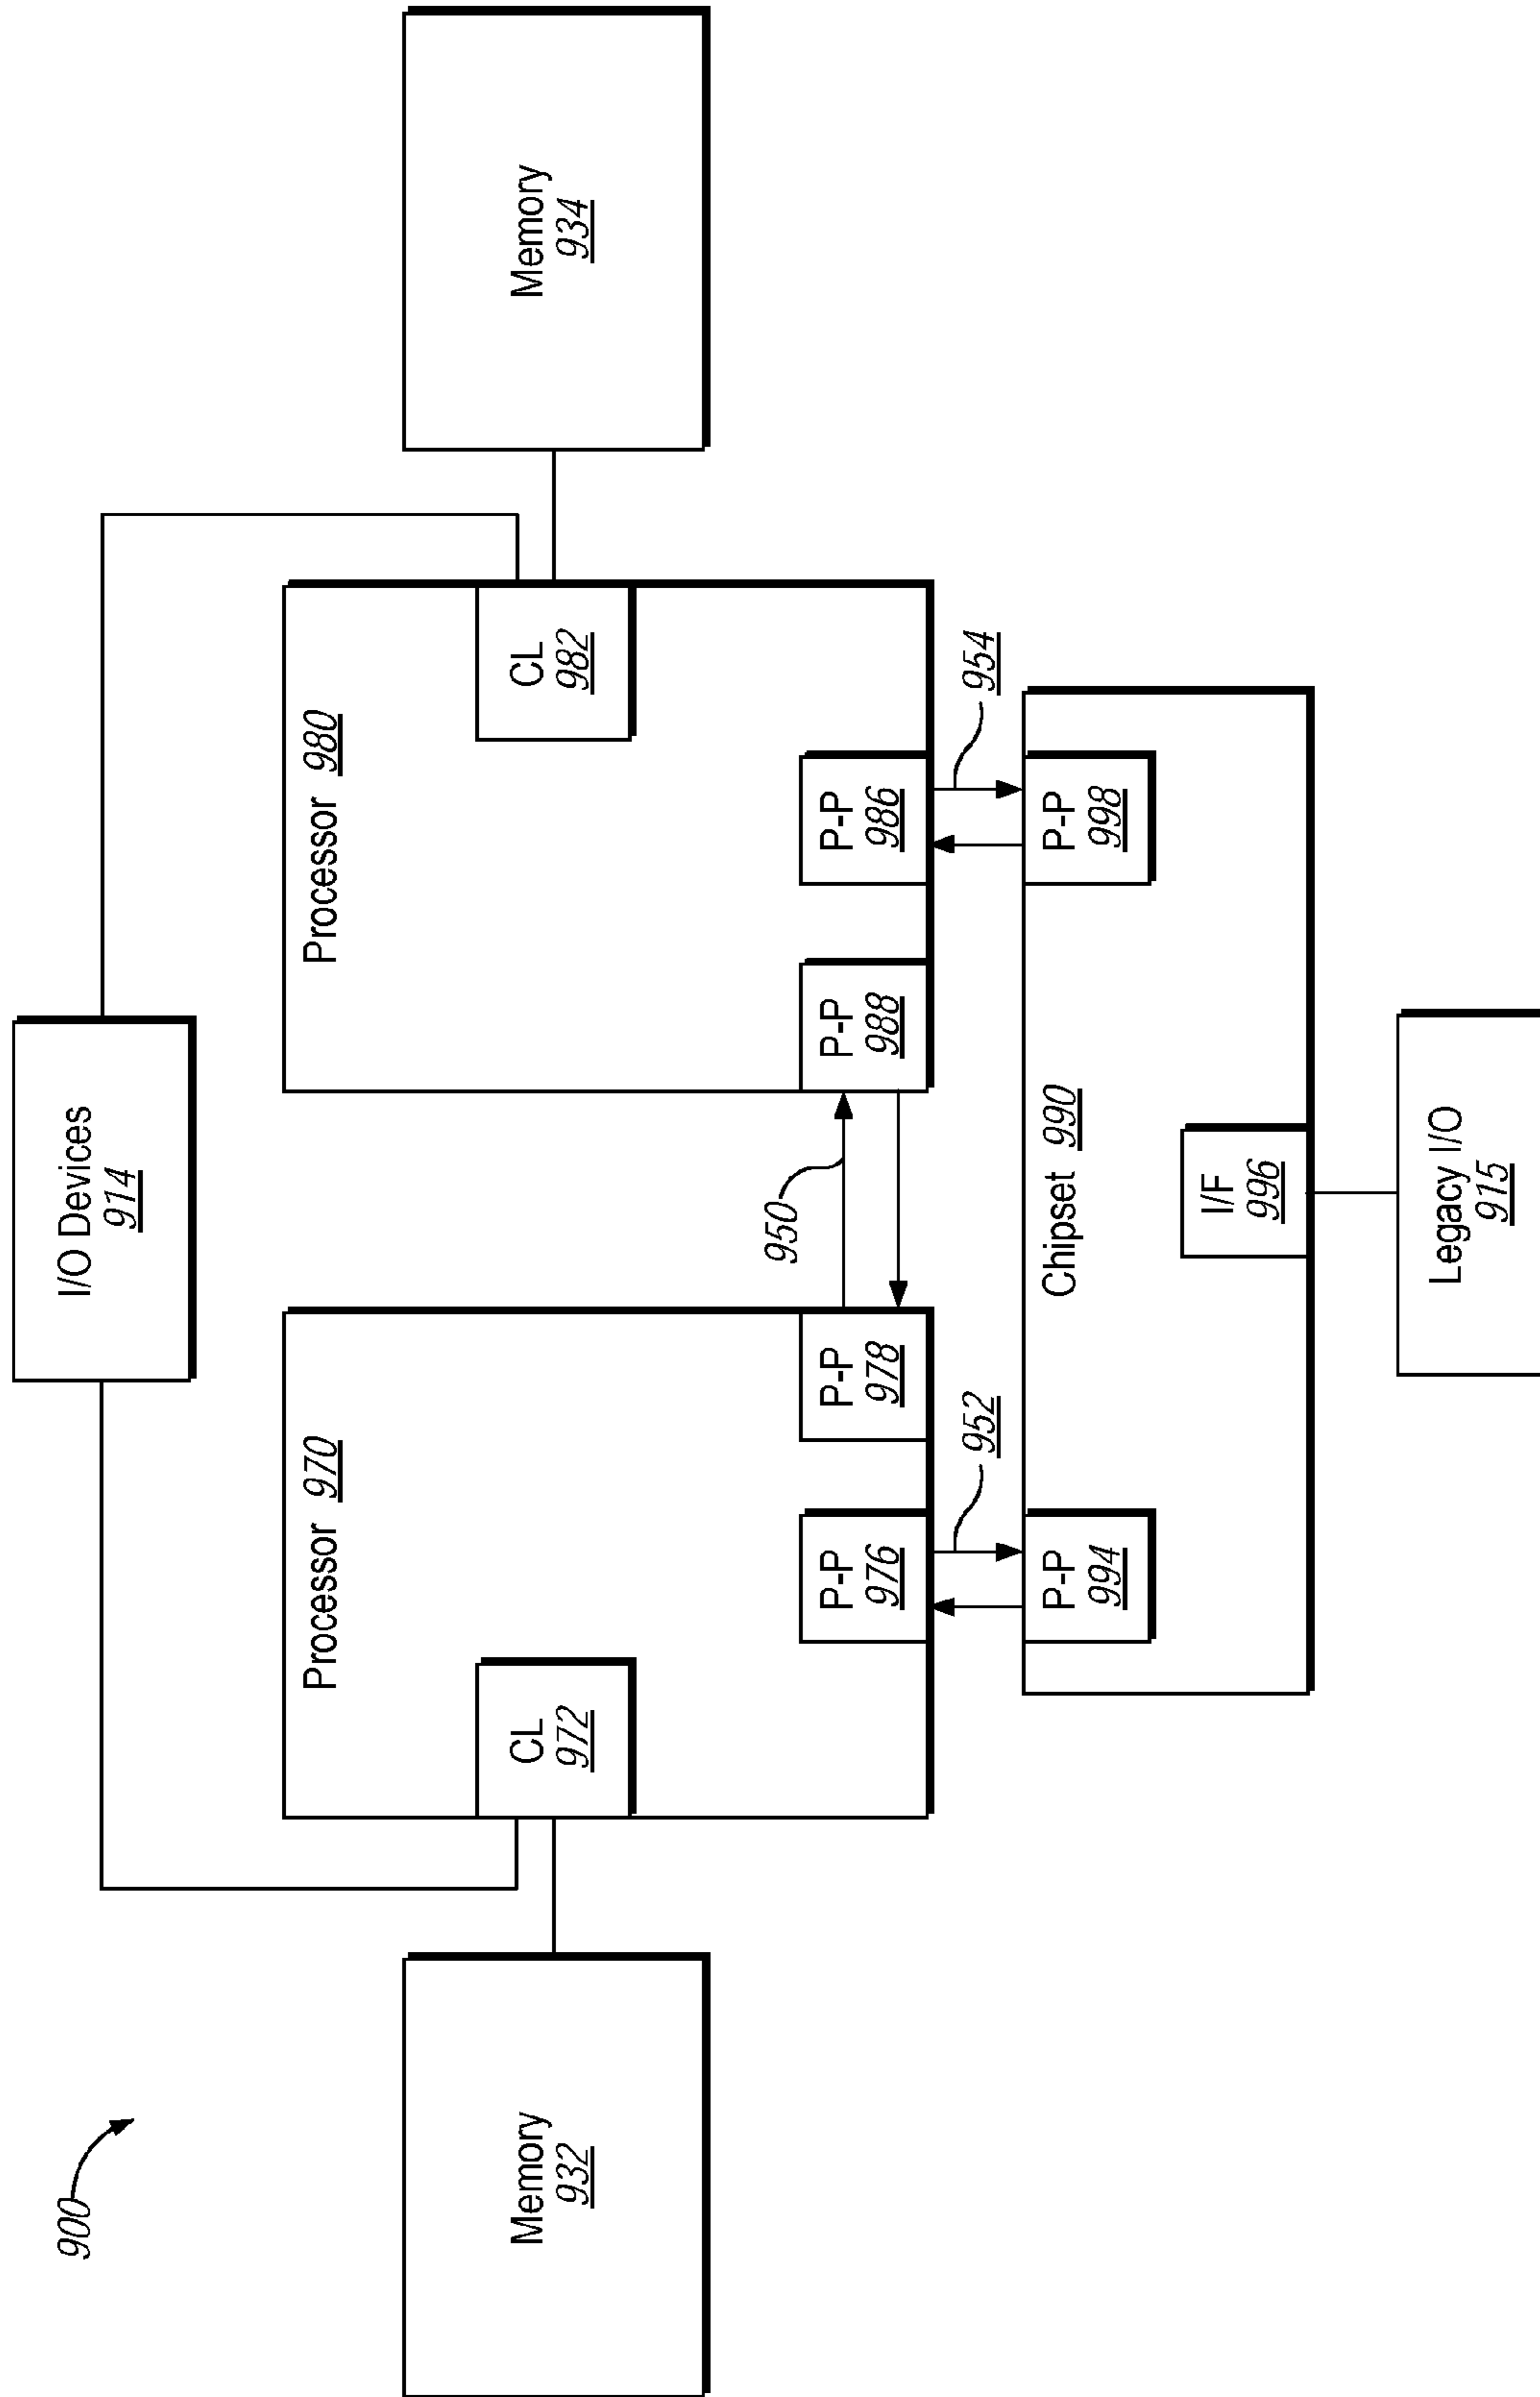 900
I/O Devices
914
Processor 970
Processor 980
Memory
932
CL
972
CL
982
Memory
934
950
P-P
976
P-P
978
P-P
988
P-P
986
952
954
P-P
994
Chipset 990
P-P
998
I/F
996
Legacy I/O
915